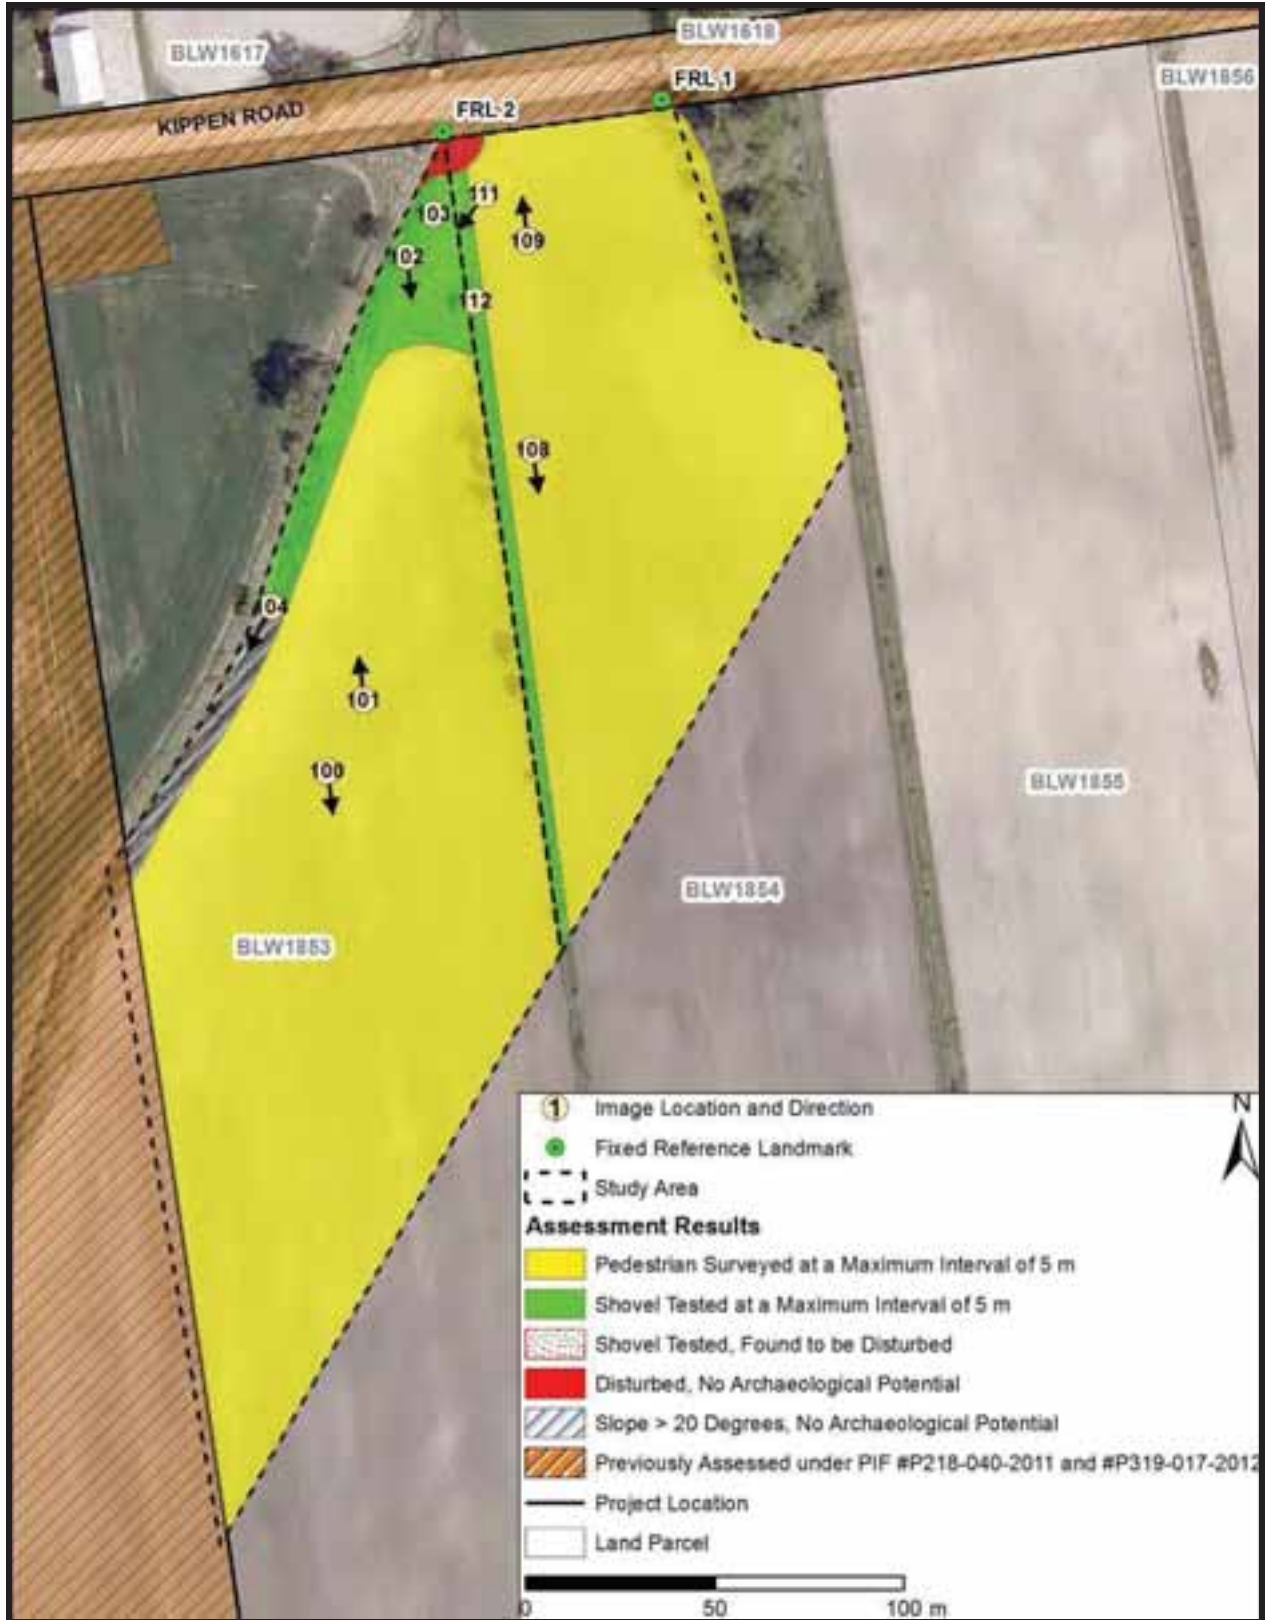 BLW1617
BLW1618
BLW1856
FRL 1
FRL 2
KIPPEN ROAD
111
103
109
102
112
108
104
101
100
BLW1855
BLW1854
BLW1853
N
1 Image Location and Direction
Fixed Reference Landmark
Study Area
Assessment Results
Pedestrian Surveyed at a Maximum Interval of 5 m
Shovel Tested at a Maximum Interval of 5 m
Shovel Tested, Found to be Disturbed
Disturbed, No Archaeological Potential
Slope > 20 Degrees, No Archaeological Potential
Previously Assessed under PIF #P218-040-2011 and #P319-017-2012
Project Location
Land Parcel
0 50 100 m